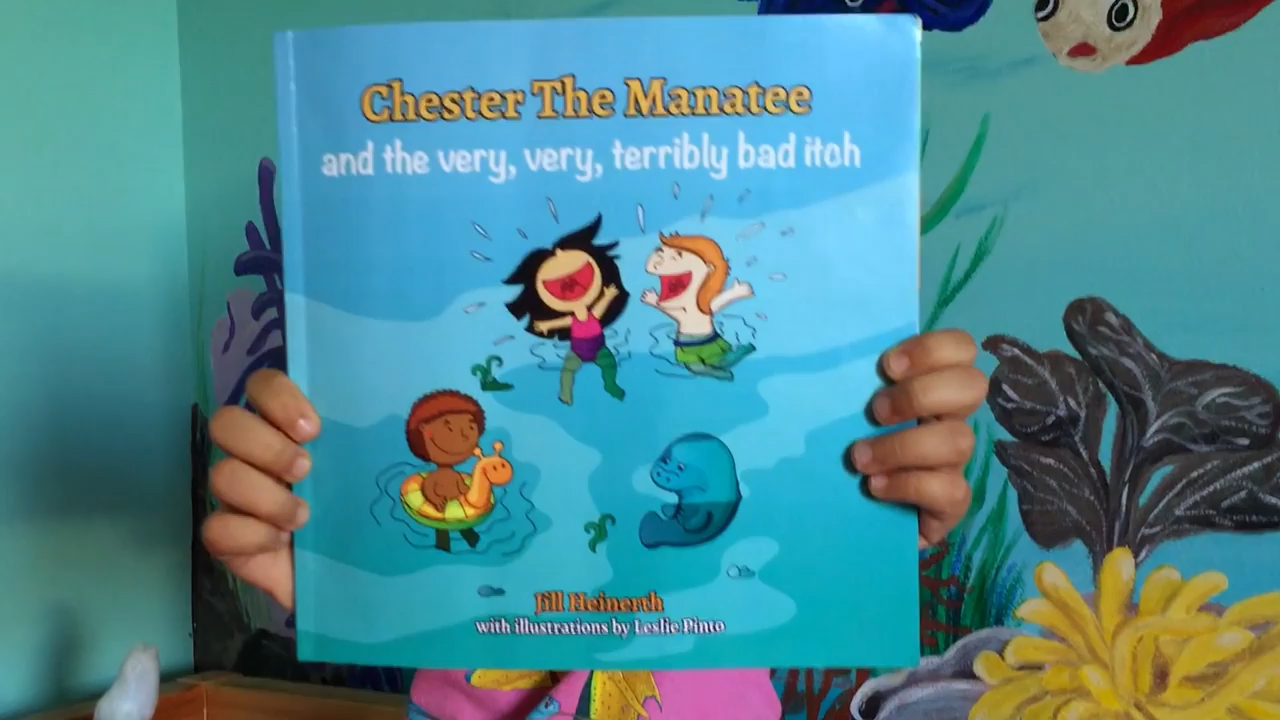 Chester The Manatee
and the very, very, terribly bad itch
Jill Heinerth
with illustrations by Leslie Pinto